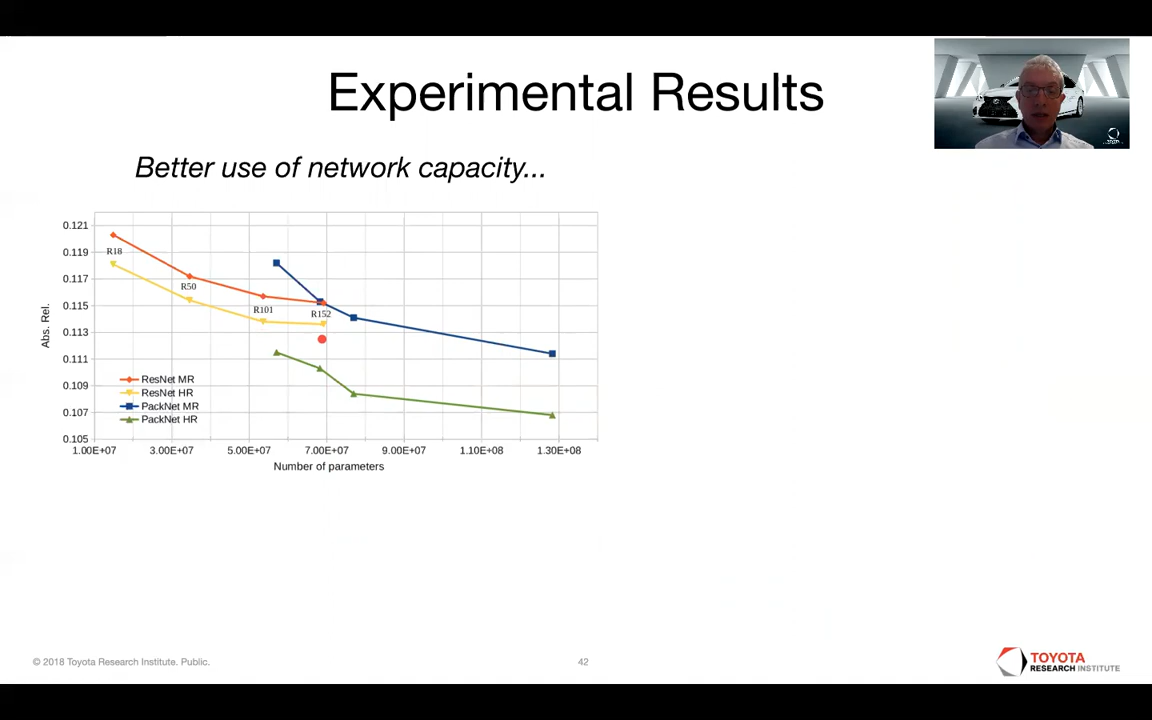 Experimental Results
Better use of network capacity...
0.121
0.119
0.117
0.115
0.113
0.111
0.109
0.107
0.105
Abs. Rel.
R18
R50
R101
R152
ResNet MR
ResNet HR
PackNet MR
PackNet HR
1.00E+07 3.00E+07 5.00E+07 7.00E+07 9.00E+07 1.10E+08 1.30E+08
Number of parameters
© 2018 Toyota Research Institute. Public.
42
TOYOTA
RESEARCH INSTITUTE